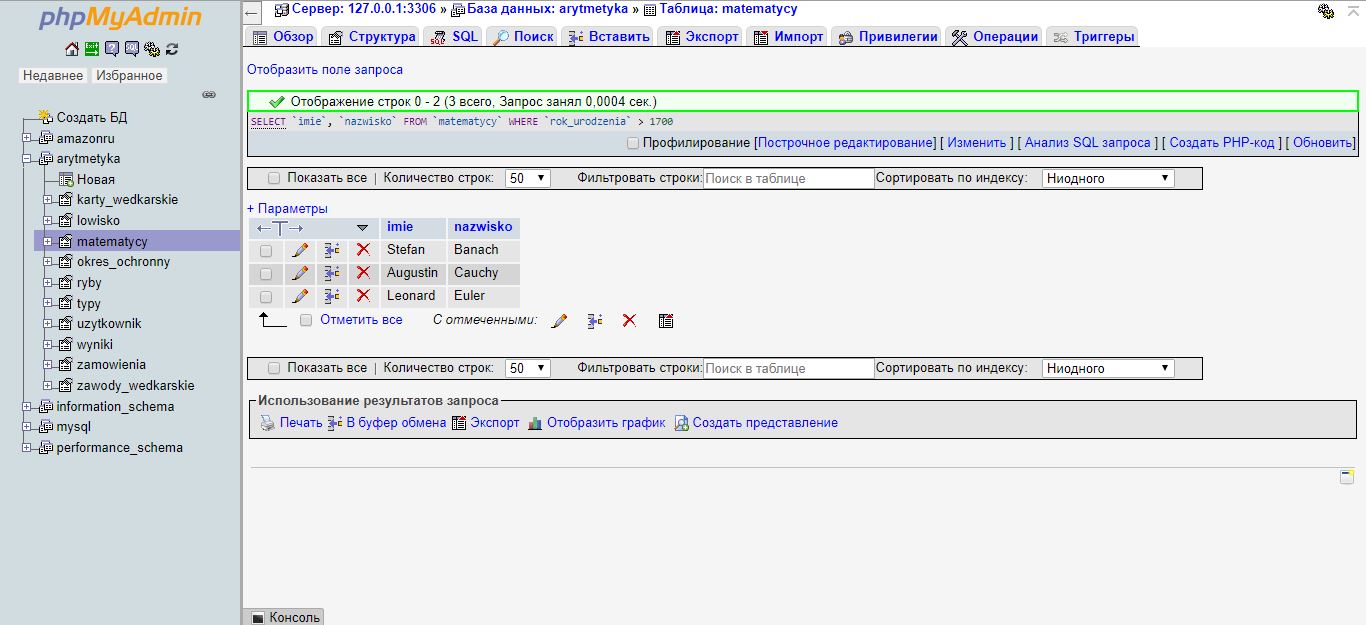 phpMyAdmin
Недавнее Избранное
Создать БД
amazonru
arytmetyka
Новая
karty_wedkarskie
lowisko
matematycy
okres_ochronny
ryby
typy
uzytkownik
wyniki
zamowienia
zawody_wedkarskie
information_schema
mysql
performance_schema
Сервер: 127.0.0.1:3306 » База данных: arytmetyka » Таблица: matematycy
Обзор Структура SQL Поиск Вставить Экспорт Импорт Привилегии Операции Триггеры
Отобразить поле запроса
Отображение строк 0 - 2 (3 всего, Запрос занял 0,0004 сек.)
SELECT `imie`, `nazwisko` FROM `matematycy` WHERE `rok_urodzenia` > 1700
Профилирование [Построчное редактирование] [ Изменить ] [ Анализ SQL запроса ] [ Создать PHP-код ] [ Обновить]
Показать все | Количество строк: 50 Фильтровать строки: Поиск в таблице Сортировать по индексу: Ниодного
+ Параметры
imie nazwisko
Stefan Banach
Augustin Cauchy
Leonard Euler
Отметить все С отмеченными:
Показать все | Количество строк: 50 Фильтровать строки: Поиск в таблице Сортировать по индексу: Ниодного
Использование результатов запроса
Печать В буфер обмена Экспорт Отобразить график Создать представление
Консоль